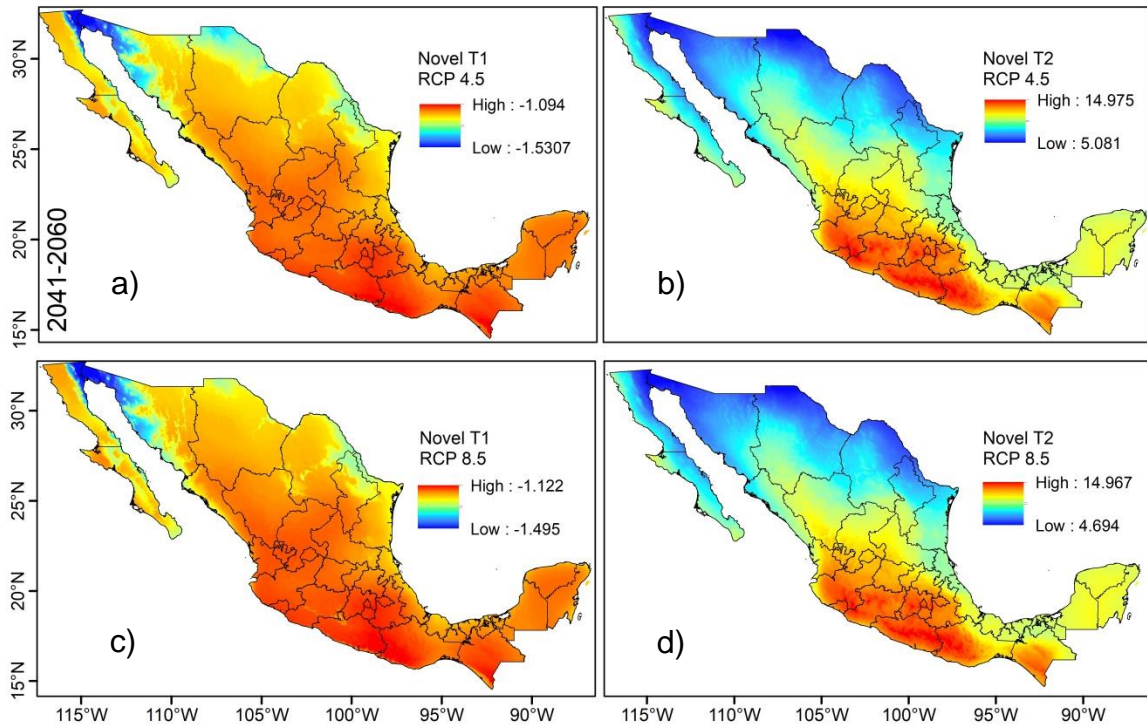 Novel T1
RCP 4.5
High : -1.094
Low : -1.5307
30°N
25°N
20°N
15°N
2041-2060
a)
Novel T2
RCP 4.5
High : 14.975
Low : 5.081
b)
Novel T1
RCP 8.5
High : -1.122
Low : -1.495
30°N
25°N
20°N
15°N
c)
Novel T2
RCP 8.5
High : 14.967
Low : 4.694
d)
115°W 110°W 105°W 100°W 95°W 90°W
115°W 110°W 105°W 100°W 95°W 90°W